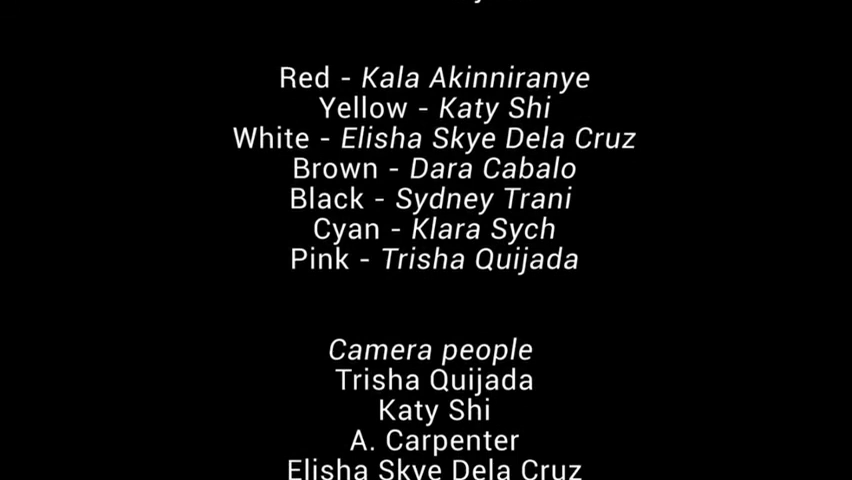 Red - Kala Akinniranye
Yellow - Katy Shi
White - Elisha Skye Dela Cruz
Brown - Dara Cabalo
Black - Sydney Trani
Cyan - Klara Sych
Pink - Trisha Quijada
Camera people
Trisha Quijada
Katy Shi
A. Carpenter
Elisha Skye Dela Cruz